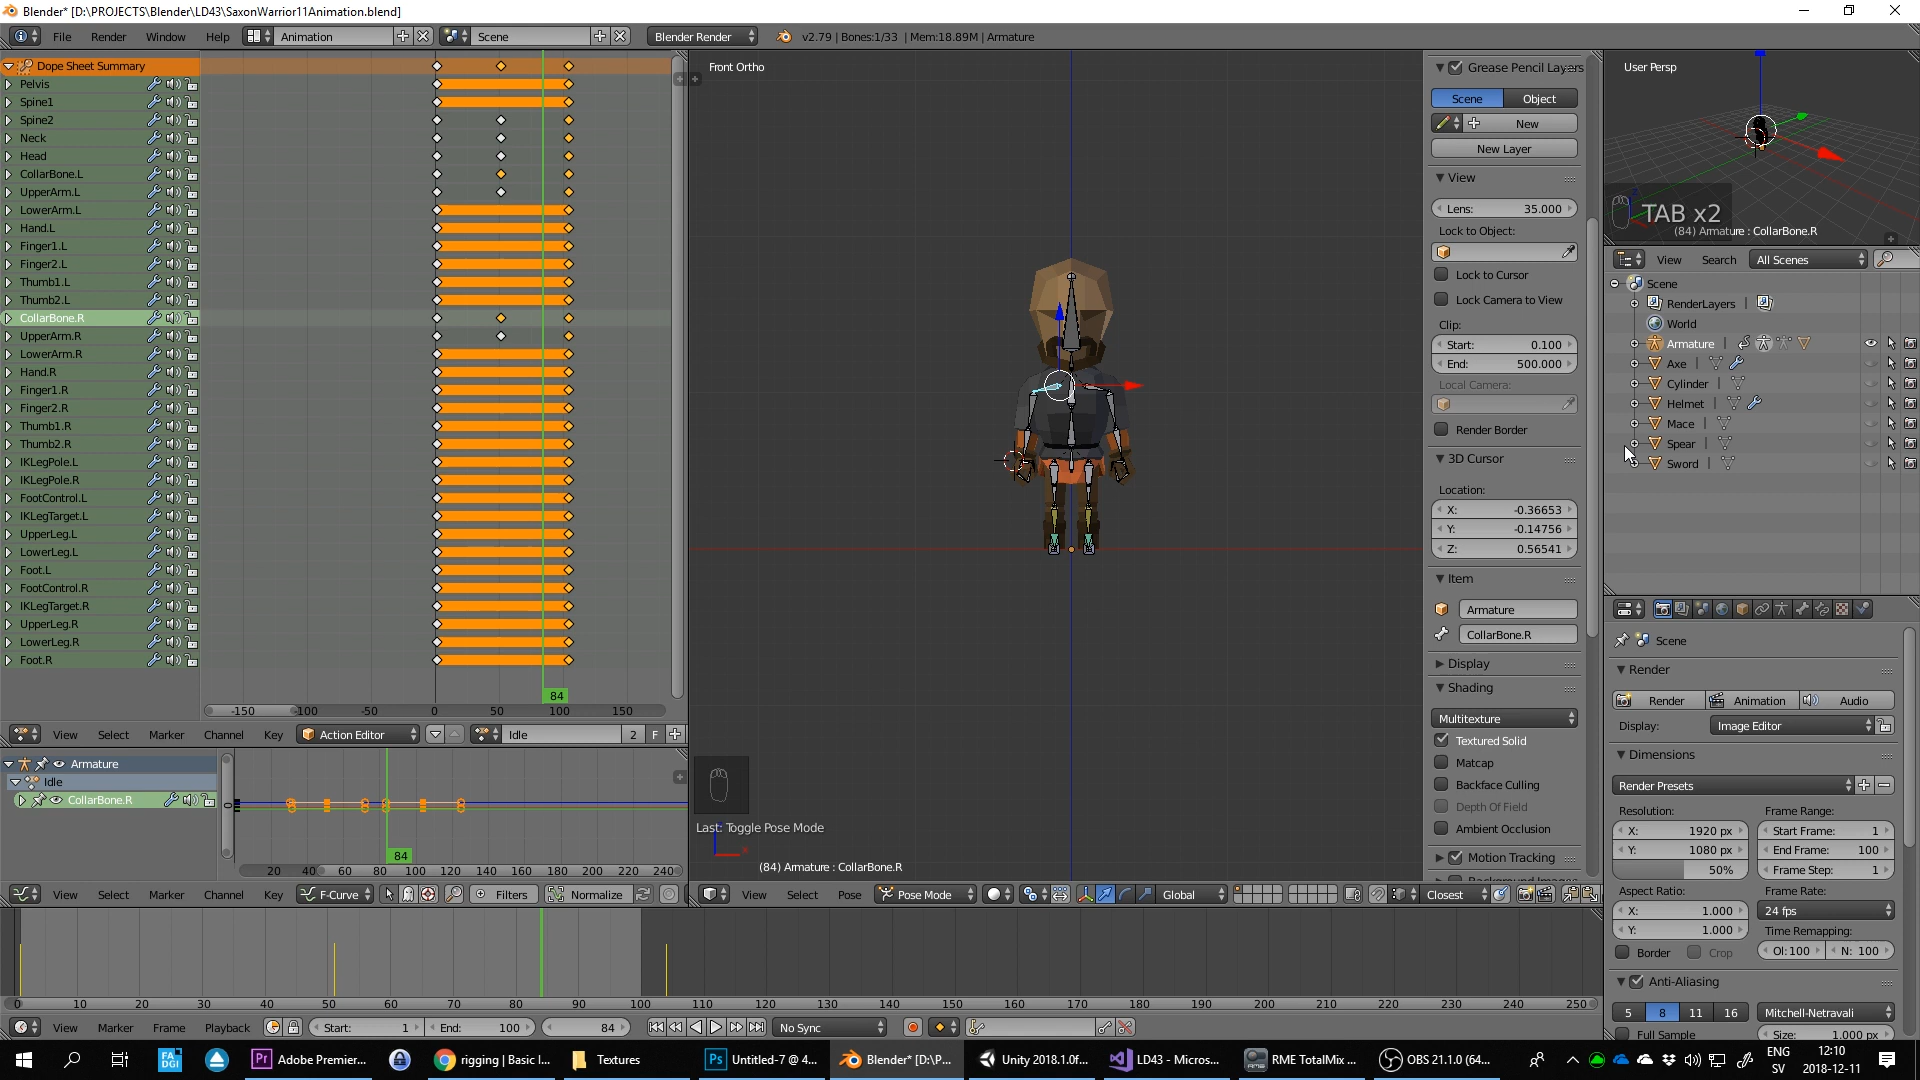 Blender* [D:\PROJECTS\Blender\LD43\SaxonWarrior11Animation.blend]
File Render Window Help Animation Scene Blender Render v2.79 | Bones:1/33 | Mem:18.89M | Armature
Dope Sheet Summary
Pelvis
Spine1
Spine2
Neck
Head
CollarBone.L
UpperArm.L
LowerArm.L
Hand.L
Finger1.L
Finger2.L
Thumb1.L
Thumb2.L
CollarBone.R
UpperArm.R
LowerArm.R
Hand.R
Finger1.R
Finger2.R
Thumb1.R
Thumb2.R
IKLegPole.L
IKLegPole.R
FootControl.L
IKLegTarget.L
UpperLeg.L
LowerLeg.L
Foot.L
FootControl.R
IKLegTarget.R
UpperLeg.R
LowerLeg.R
Foot.R
84
-150 -100 -50 0 50 100 150
View Select Marker Channel Key Action Editor Idle 2 F
Armature
Idle
CollarBone.R
84
20 40 60 80 100 120 140 160 180 200 220 240
View Select Marker Channel Key F-Curve Filters Normalize
Front Ortho
Last: Toggle Pose Mode
(84) Armature : CollarBone.R
View Select Pose Pose Mode Global Closest
Grease Pencil Layers
Scene Object
New
New Layer
View
Lens: 35.000
Lock to Object:
Lock to Cursor
Lock Camera to View
Clip:
Start: 0.100
End: 500.000
Local Camera:
Render Border
3D Cursor
Location:
X: -0.36653
Y: -0.14756
Z: 0.56541
Item
Armature
CollarBone.R
Display
Shading
Multitexture
Textured Solid
Matcap
Backface Culling
Depth Of Field
Ambient Occlusion
Motion Tracking
User Persp
TAB x2
(84) Armature : CollarBone.R
View Search All Scenes
Scene
RenderLayers
World
Armature
Axe
Cylinder
Helmet
Mace
Spear
Sword
Scene
Render
Render Animation Audio
Display: Image Editor
Dimensions
Render Presets
Resolution: Frame Range:
X: 1920 px Start Frame: 1
Y: 1080 px End Frame: 100
50% Frame Step: 1
Aspect Ratio: Frame Rate:
X: 1.000 24 fps
Y: 1.000 Time Remapping:
Border Crop Ol: 100 N: 100
Anti-Aliasing
5 8 11 16 Mitchell-Netravali
Full Sample Size: 1.000 px
0 10 20 30 40 50 60 70 80 90 100 110 120 130 140 150 160 170 180 190 200 210 220 230 240 250
View Marker Frame Playback Start: 1 End: 100 84 No Sync
FA DGI Adobe Premier... rigging | Basic l... Textures Untitled-7 @ 4... Blender* [D:\P... Unity 2018.1.0f... LD43 - Micros... RME TotalMix ... OBS 21.1.0 (64... ENG SV 12:10 2018-12-11